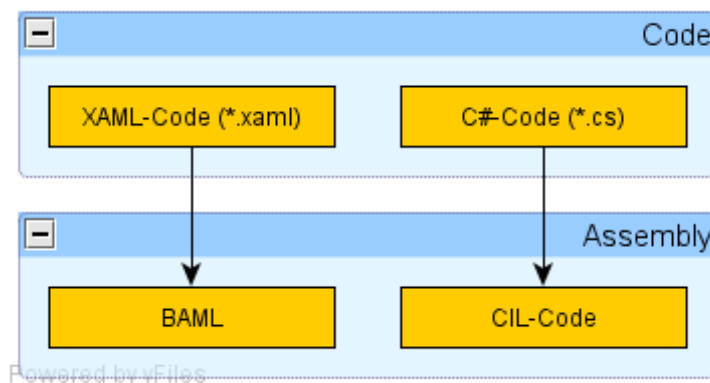 Code
XAML-Code (*.xaml)
C#-Code (*.cs)
Assembly
BAML
CIL-Code
Powered by yFiles